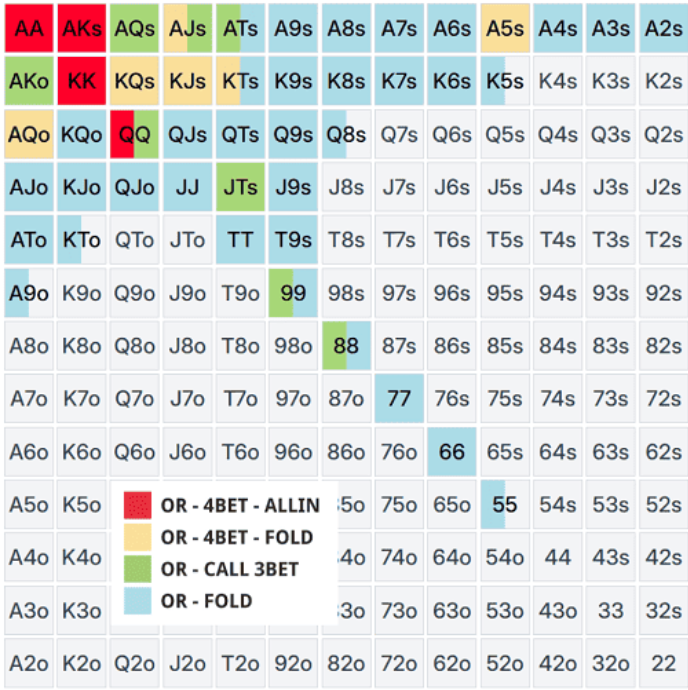 AA AKs AQs AJs ATs A9s A8s A7s A6s A5s A4s A3s A2s
AKo KK KQs KJs KTs K9s K8s K7s K6s K5s K4s K3s K2s
AQo KQo QQ QJs QTs Q9s Q8s Q7s Q6s Q5s Q4s Q3s Q2s
AJo KJo QJo JJ JTs J9s J8s J7s J6s J5s J4s J3s J2s
ATo KTo QTo JTo TT T9s T8s T7s T6s T5s T4s T3s T2s
A9o K9o Q9o J9o T9o 99 98s 97s 96s 95s 94s 93s 92s
A8o K8o Q8o J8o T8o 98o 88 87s 86s 85s 84s 83s 82s
A7o K7o Q7o J7o T7o 97o 87o 77 76s 75s 74s 73s 72s
A6o K6o Q6o J6o T6o 96o 86o 76o 66 65s 64s 63s 62s
A5o K5o 75o 65o 55 54s 53s 52s
A4o K4o 4o 74o 64o 54o 44 43s 42s
A3o K3o 73o 63o 53o 43o 33 32s
A2o K2o Q2o J2o T2o 92o 82o 72o 62o 52o 42o 32o 22
OR - 4BET - ALLIN
OR - 4BET - FOLD
OR - CALL 3BET
OR - FOLD